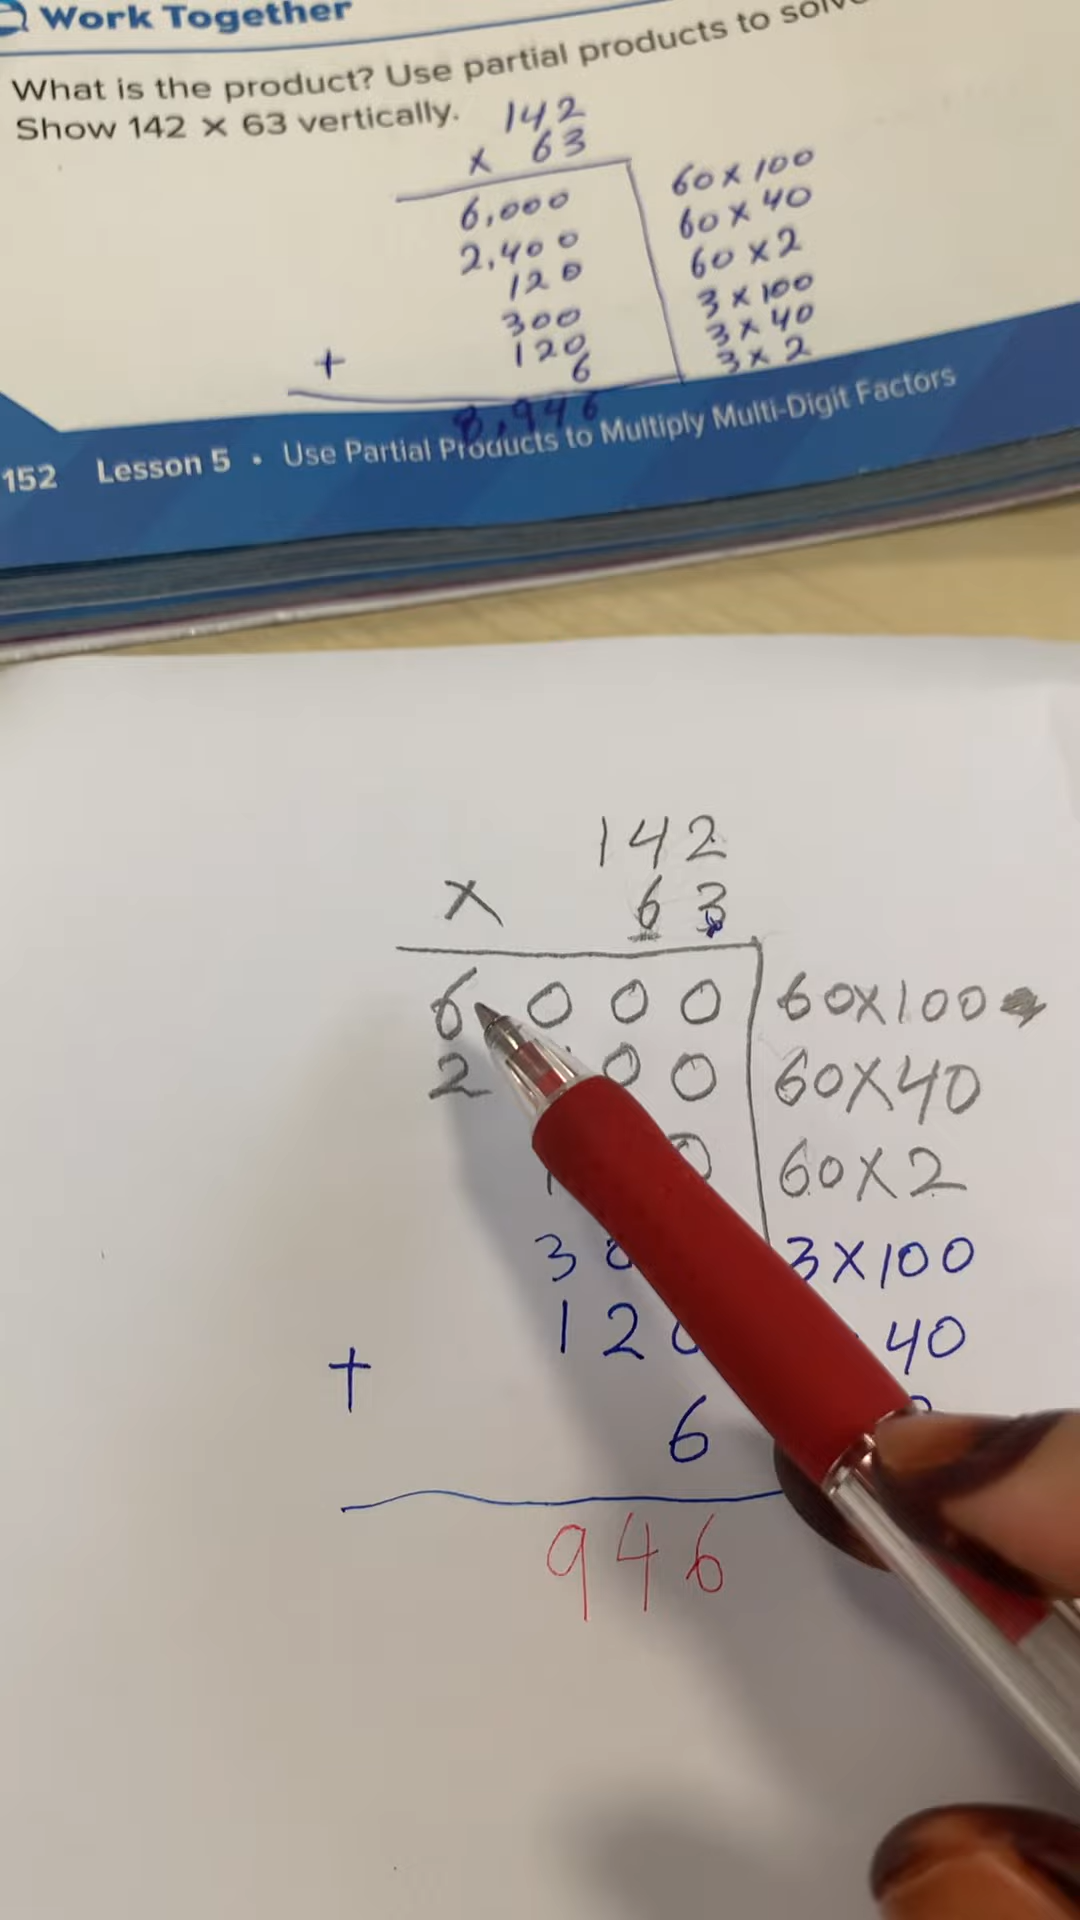 Work Together
What is the product? Use partial products to
Show 142 × 63 vertically.
142
× 63
6,000 60 × 100
2,400 60 × 40
120 60 × 2
300 3 × 100
120 3 × 40
+ 6 3 × 2
8,946
152 Lesson 5 • Use Partial Products to Multiply Multi-Digit Factors
142
× 63
6 0 0 0 60×100
2 0 0 60×40
0 60×2
3 3×100
1 2 40
+ 6
946